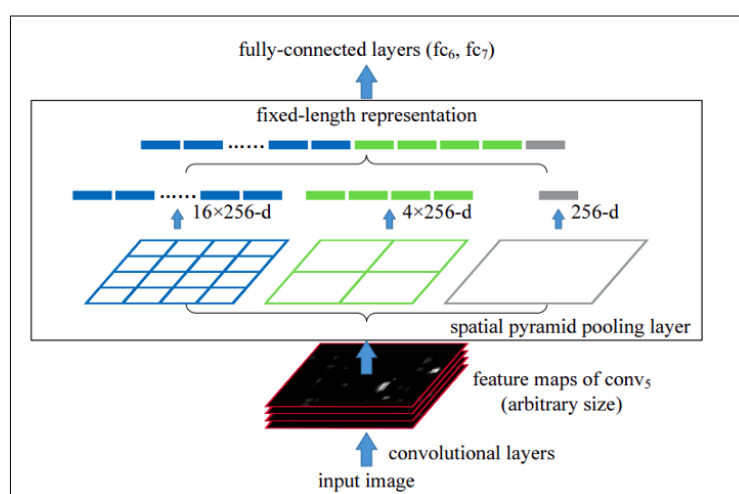 fully-connected layers (fc₆, fc₇)
fixed-length representation
16×256-d
4×256-d
256-d
spatial pyramid pooling layer
feature maps of conv₅
(arbitrary size)
convolutional layers
input image